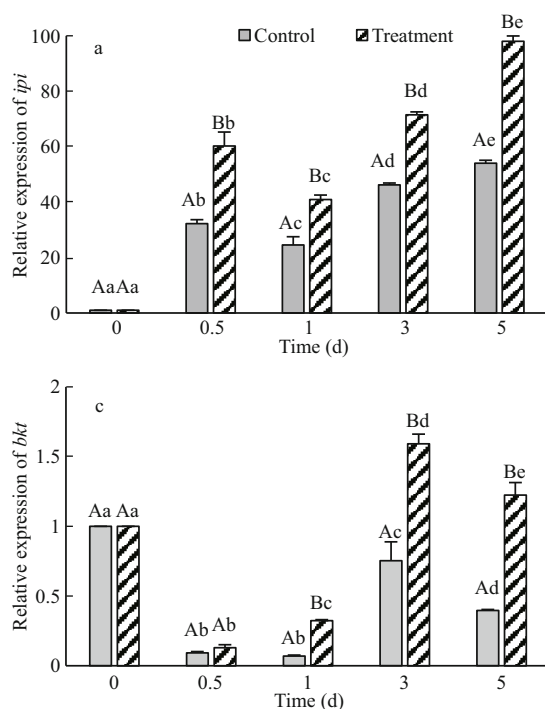 a
Control
Treatment
Relative expression of ipi
100
80
60
40
20
0
Aa
Aa
Ab
Bb
Ac
Bc
Ad
Bd
Ae
Be
0
0.5
1
3
5
Time (d)
c
Relative expression of bkt
2
1.5
1
0.5
0
Aa
Aa
Ab
Ab
Ab
Bc
Ac
Bd
Ad
Be
0
0.5
1
3
5
Time (d)